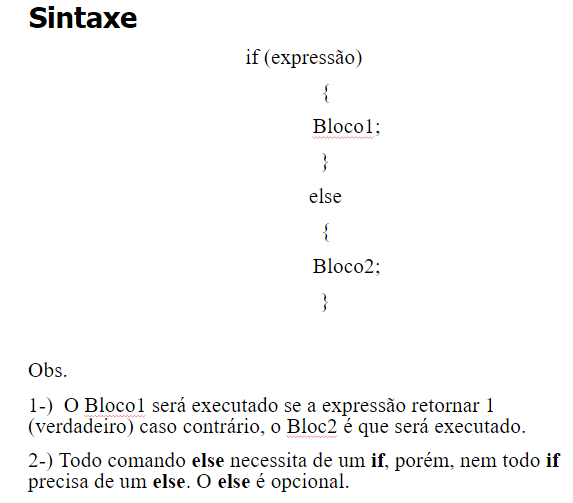 Sintaxe
if (expressão)
{
Bloco1;
}
else
{
Bloco2;
}
Obs.
1-) O Bloco1 será executado se a expressão retornar 1
(verdadeiro) caso contrário, o Bloc2 é que será executado.
2-) Todo comando else necessita de um if, porém, nem todo if
precisa de um else. O else é opcional.